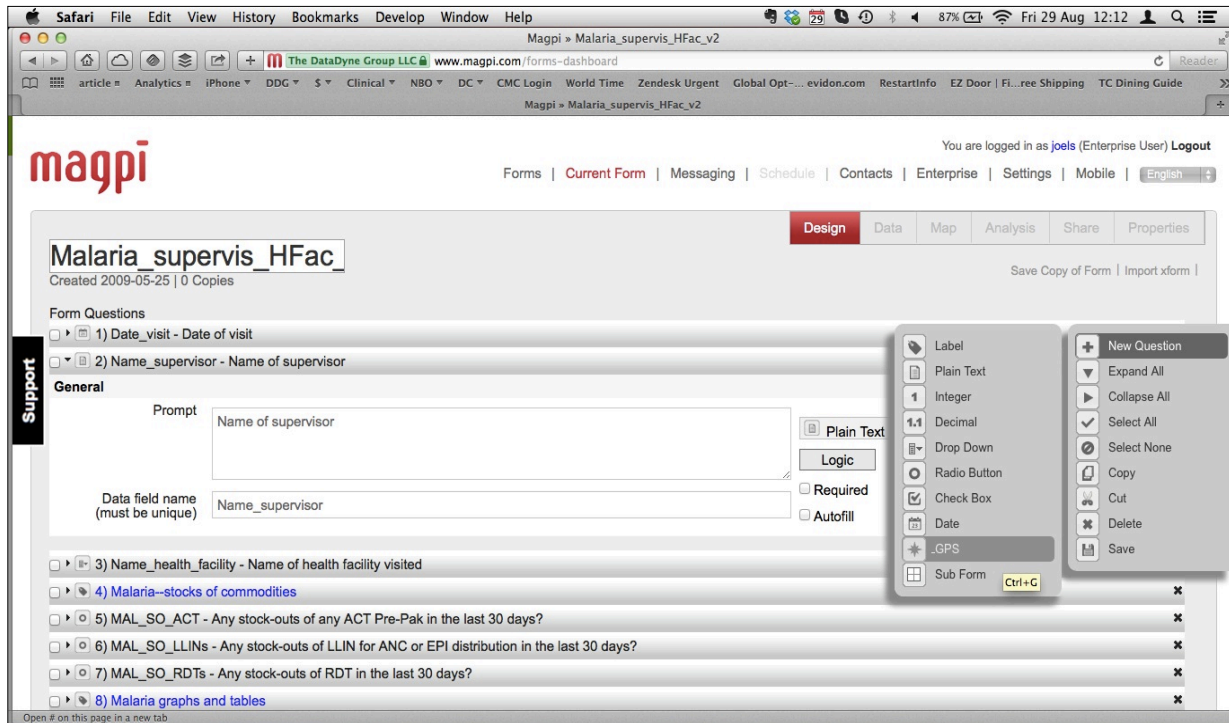 Safari File Edit View History Bookmarks Develop Window Help 29 1 87% Fri 29 Aug 12:12
Magpi » Malaria_supervis_HFac_v2
The DataDyne Group LLC www.magpi.com/forms-dashboard Reader
article Analytics iPhone DDG $ Clinical NBO DC CMC Login World Time Zendesk Urgent Global Opt-... evidon.com RestartInfo EZ Door | Fi...ree Shipping TC Dining Guide
Magpi » Malaria_supervis_HFac_v2
You are logged in as joels (Enterprise User) Logout
magpi
Forms | Current Form | Messaging | Schedule | Contacts | Enterprise | Settings | Mobile | English
Design Data Map Analysis Share Properties
Malaria_supervis_HFac_
Created 2009-05-25 | 0 Copies
Save Copy of Form | Import xform |
Form Questions
1) Date_visit - Date of visit
2) Name_supervisor - Name of supervisor
General
Prompt
Name of supervisor
Plain Text
Logic
Required
Autofill
Data field name
(must be unique)
Name_supervisor
3) Name_health_facility - Name of health facility visited
4) Malaria--stocks of commodities
5) MAL_SO_ACT - Any stock-outs of any ACT Pre-Pak in the last 30 days?
6) MAL_SO_LLINs - Any stock-outs of LLIN for ANC or EPI distribution in the last 30 days?
7) MAL_SO_RDTs - Any stock-outs of RDT in the last 30 days?
8) Malaria graphs and tables
Label
Plain Text
1 Integer
1.1 Decimal
Drop Down
Radio Button
Check Box
23 Date
GPS
Sub Form
Ctrl+G
New Question
Expand All
Collapse All
Select All
Select None
Copy
Cut
Delete
Save
Support
Open # on this page in a new tab